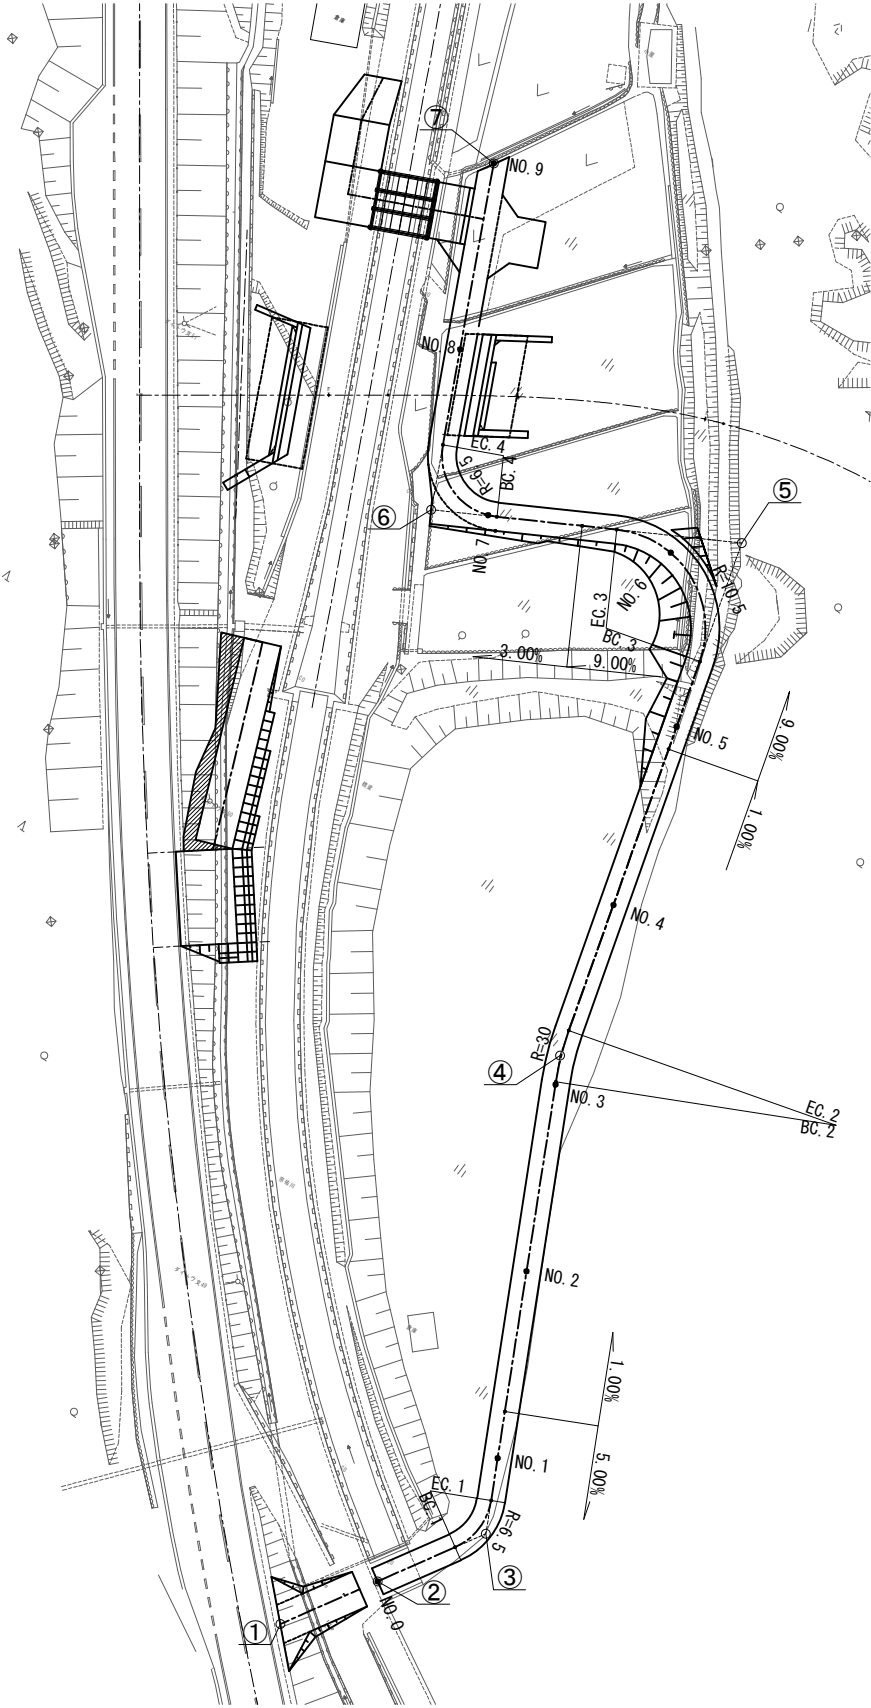 ⑦
NO. 9
NO. 8
EC. 4
R=6.5
BC. 4
⑥
⑤
NO. 7
R=10.5
NO. 6
EC. 3
BC. 3
3.00%
9.00%
NO. 5
9.00%
1.00%
NO. 4
R=30
④
NO. 3
EC. 2
BC. 2
NO. 2
1.00%
5.00%
NO. 1
EC. 1
BC. 1
R=6.5
③
②
NO. 0
①